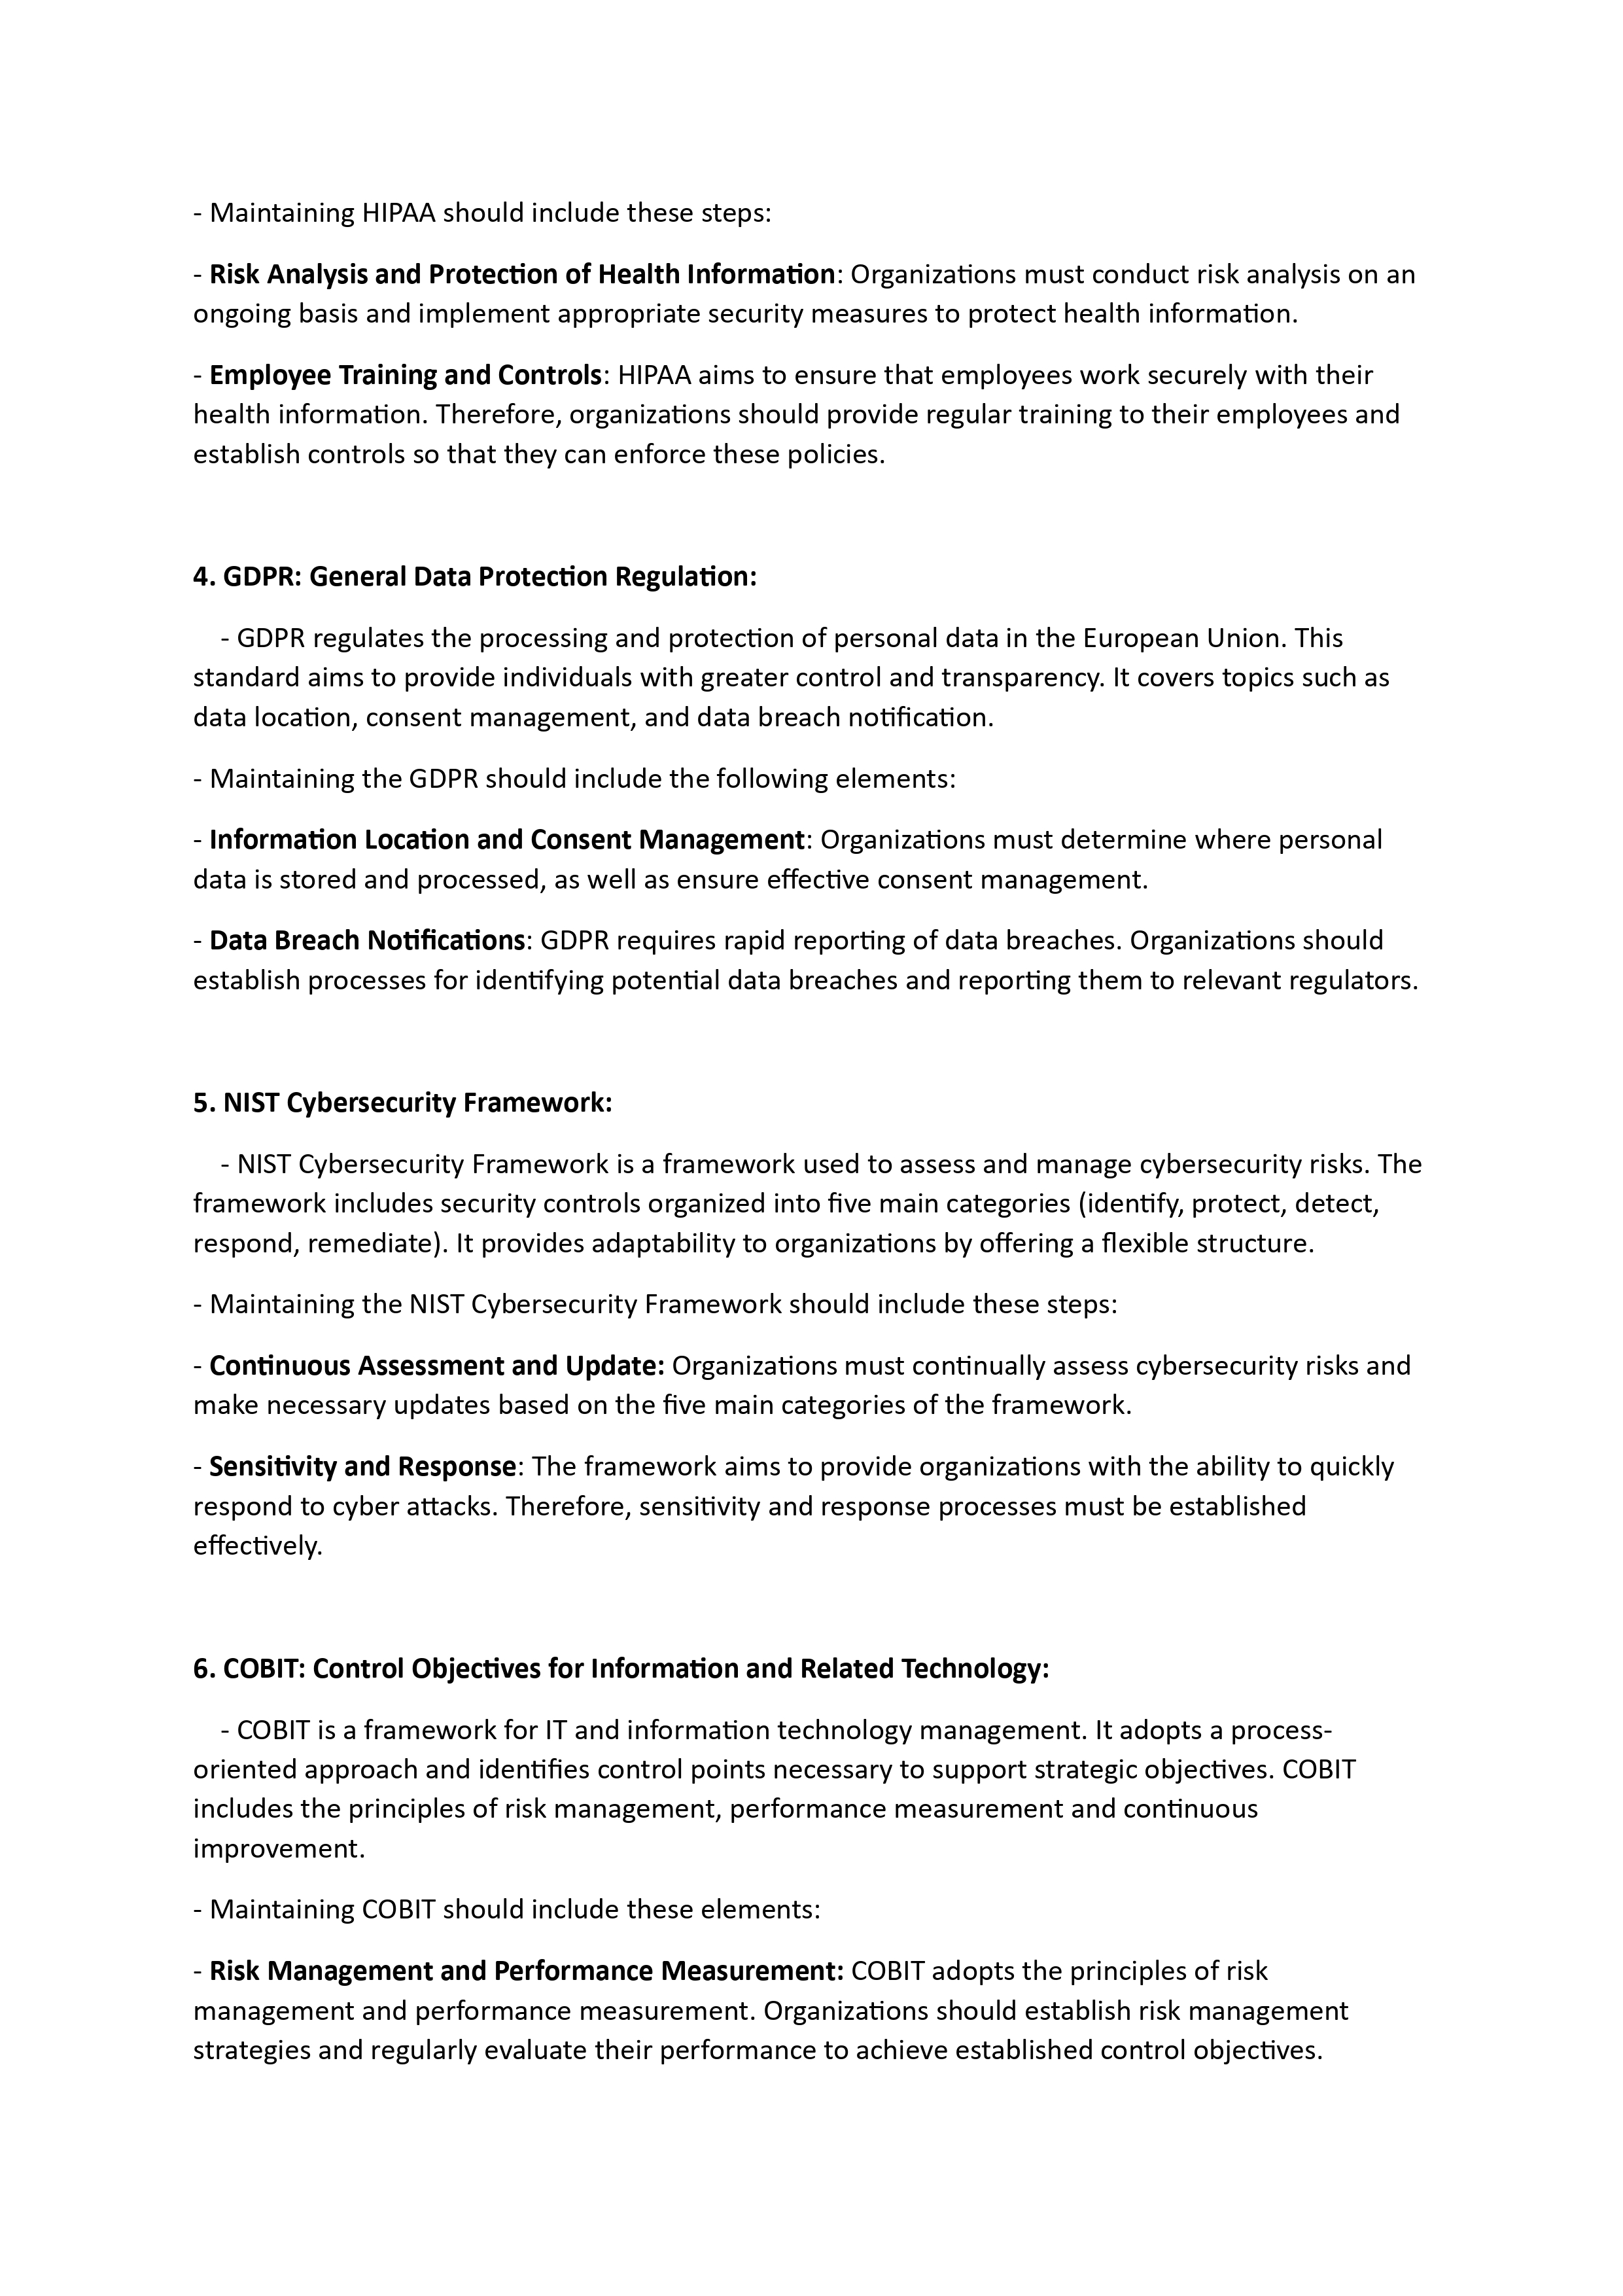 - Maintaining HIPAA should include these steps:
- Risk Analysis and Protection of Health Information: Organizations must conduct risk analysis on an
ongoing basis and implement appropriate security measures to protect health information.
- Employee Training and Controls: HIPAA aims to ensure that employees work securely with their
health information. Therefore, organizations should provide regular training to their employees and
establish controls so that they can enforce these policies.
4. GDPR: General Data Protection Regulation:
- GDPR regulates the processing and protection of personal data in the European Union. This
standard aims to provide individuals with greater control and transparency. It covers topics such as
data location, consent management, and data breach notification.
- Maintaining the GDPR should include the following elements:
- Information Location and Consent Management: Organizations must determine where personal
data is stored and processed, as well as ensure effective consent management.
- Data Breach Notifications: GDPR requires rapid reporting of data breaches. Organizations should
establish processes for identifying potential data breaches and reporting them to relevant regulators.
5. NIST Cybersecurity Framework:
- NIST Cybersecurity Framework is a framework used to assess and manage cybersecurity risks. The
framework includes security controls organized into five main categories (identify, protect, detect,
respond, remediate). It provides adaptability to organizations by offering a flexible structure.
- Maintaining the NIST Cybersecurity Framework should include these steps:
- Continuous Assessment and Update: Organizations must continually assess cybersecurity risks and
make necessary updates based on the five main categories of the framework.
- Sensitivity and Response: The framework aims to provide organizations with the ability to quickly
respond to cyber attacks. Therefore, sensitivity and response processes must be established
effectively.
6. COBIT: Control Objectives for Information and Related Technology:
- COBIT is a framework for IT and information technology management. It adopts a process-
oriented approach and identifies control points necessary to support strategic objectives. COBIT
includes the principles of risk management, performance measurement and continuous
improvement.
- Maintaining COBIT should include these elements:
- Risk Management and Performance Measurement: COBIT adopts the principles of risk
management and performance measurement. Organizations should establish risk management
strategies and regularly evaluate their performance to achieve established control objectives.